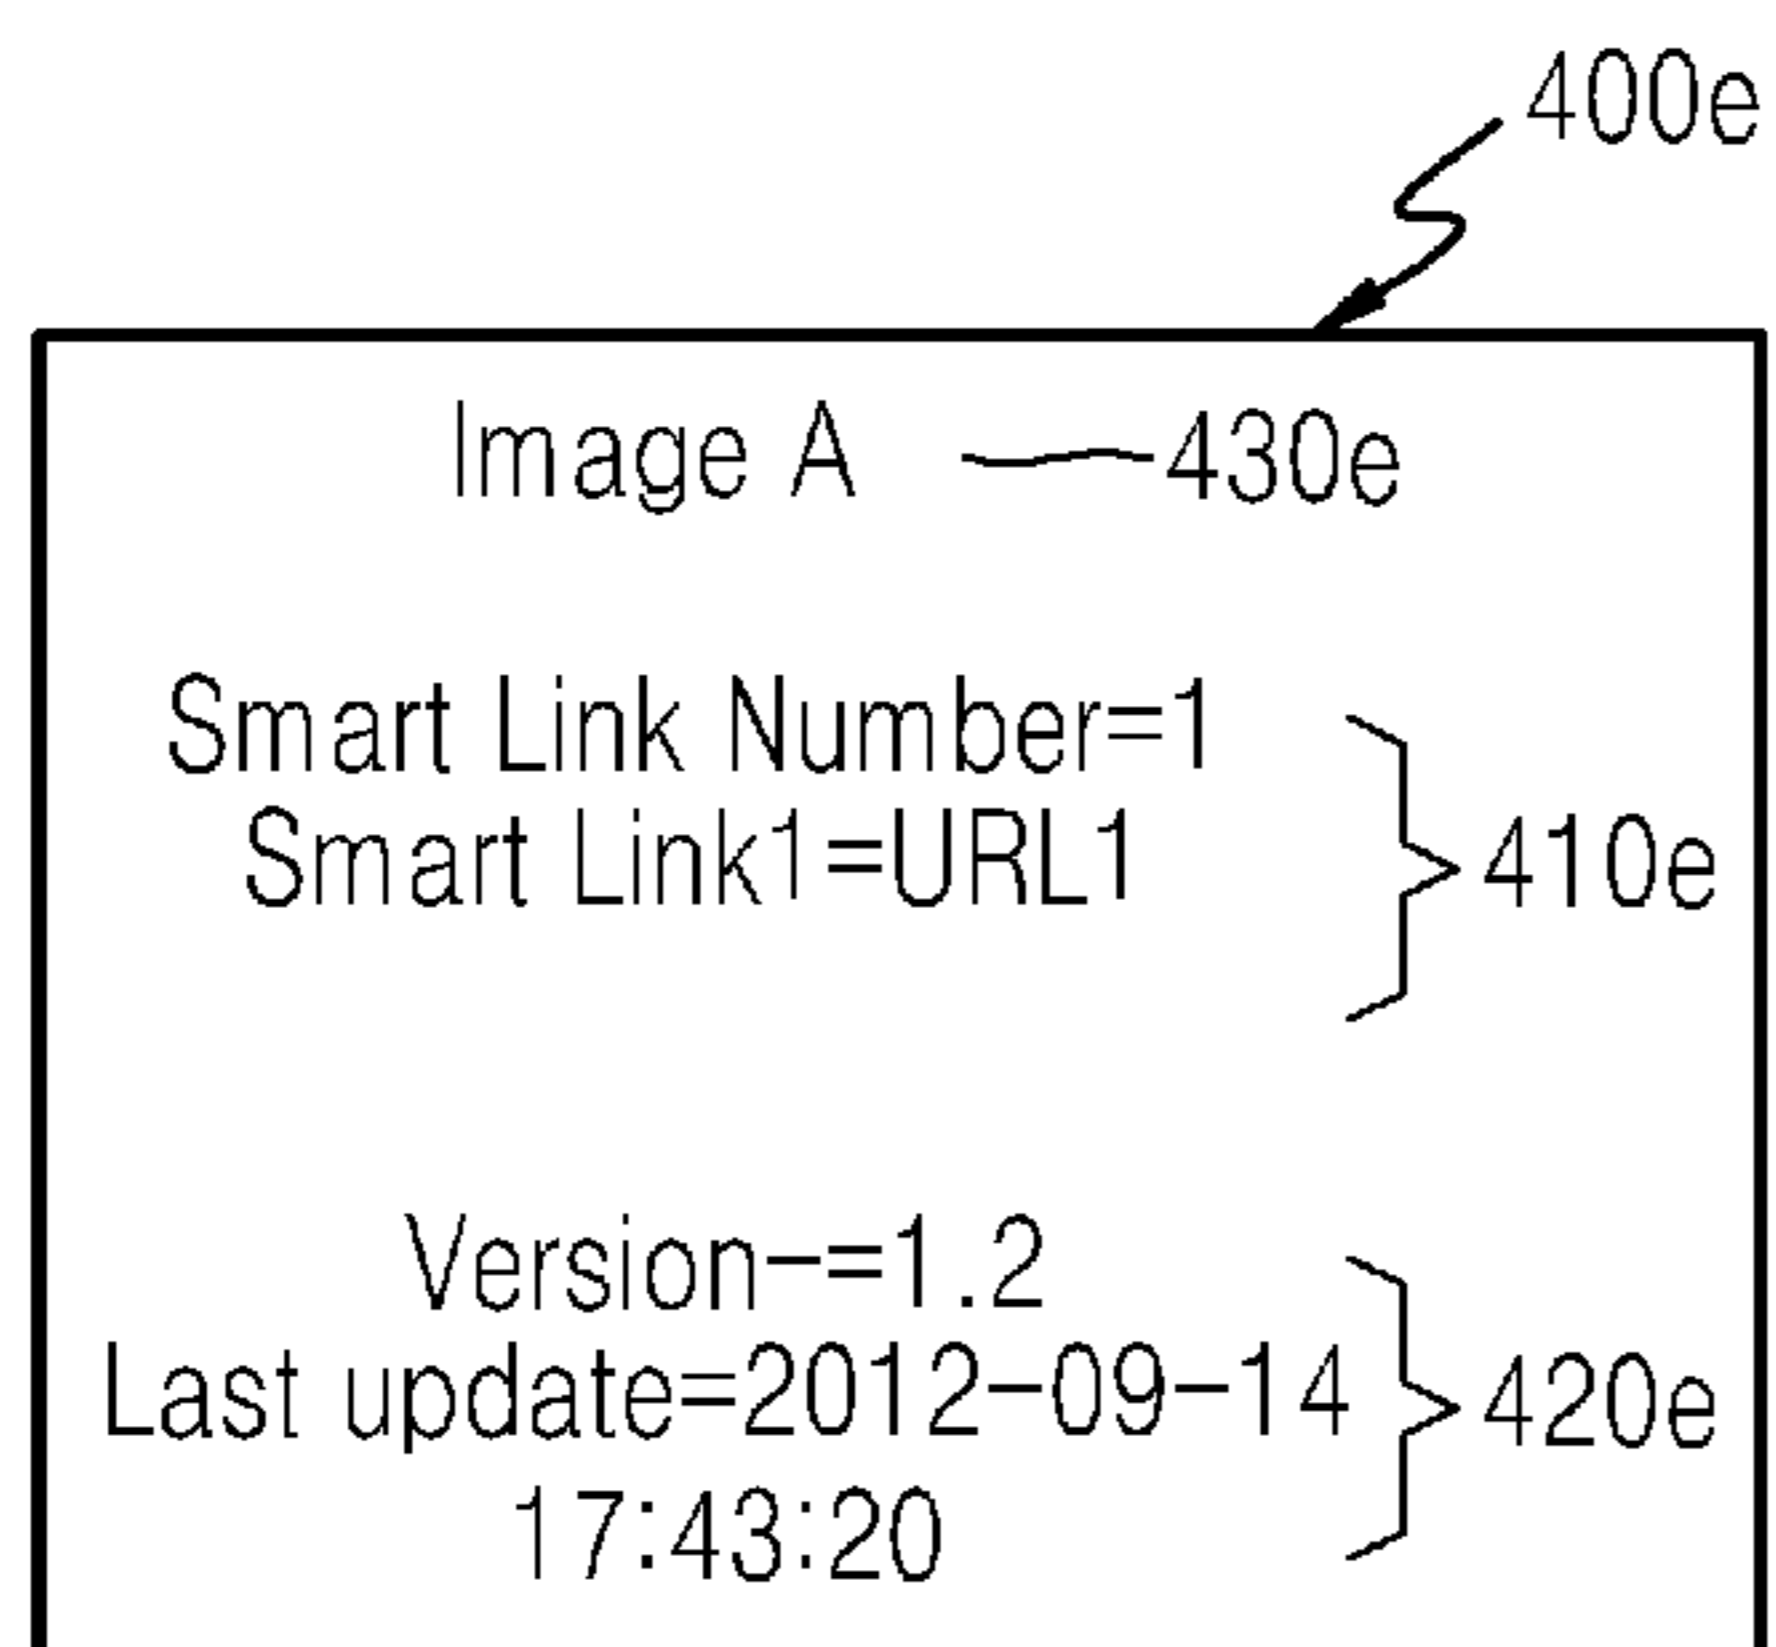 400e
Image A 430e
Smart Link Number=1
Smart Link1=URL1
410e
Version-=1.2
Last update=2012-09-14
420e
17:43:20